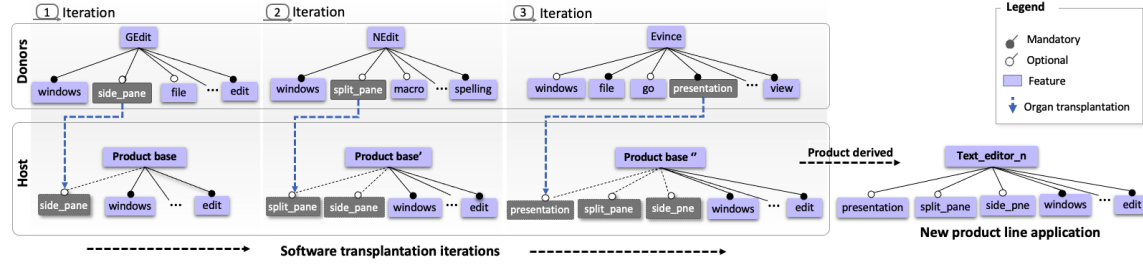 1 Iteration
2 Iteration
3 Iteration
Donors
GEdit
windows
side_pane
file
...
edit
NEdit
windows
split_pane
macro
...
spelling
Evince
windows
file
go
presentation
...
view
Legend
Mandatory
Optional
Feature
Organ transplantation
Host
Product base
side_pane
windows
...
edit
Product base’
split_pane
side_pane
windows
...
edit
Product base ‘’
presentation
split_pane
side_pne
windows
...
edit
Product derived
Text_editor_n
presentation
split_pane
side_pne
windows
...
edit
New product line application
Software transplantation iterations